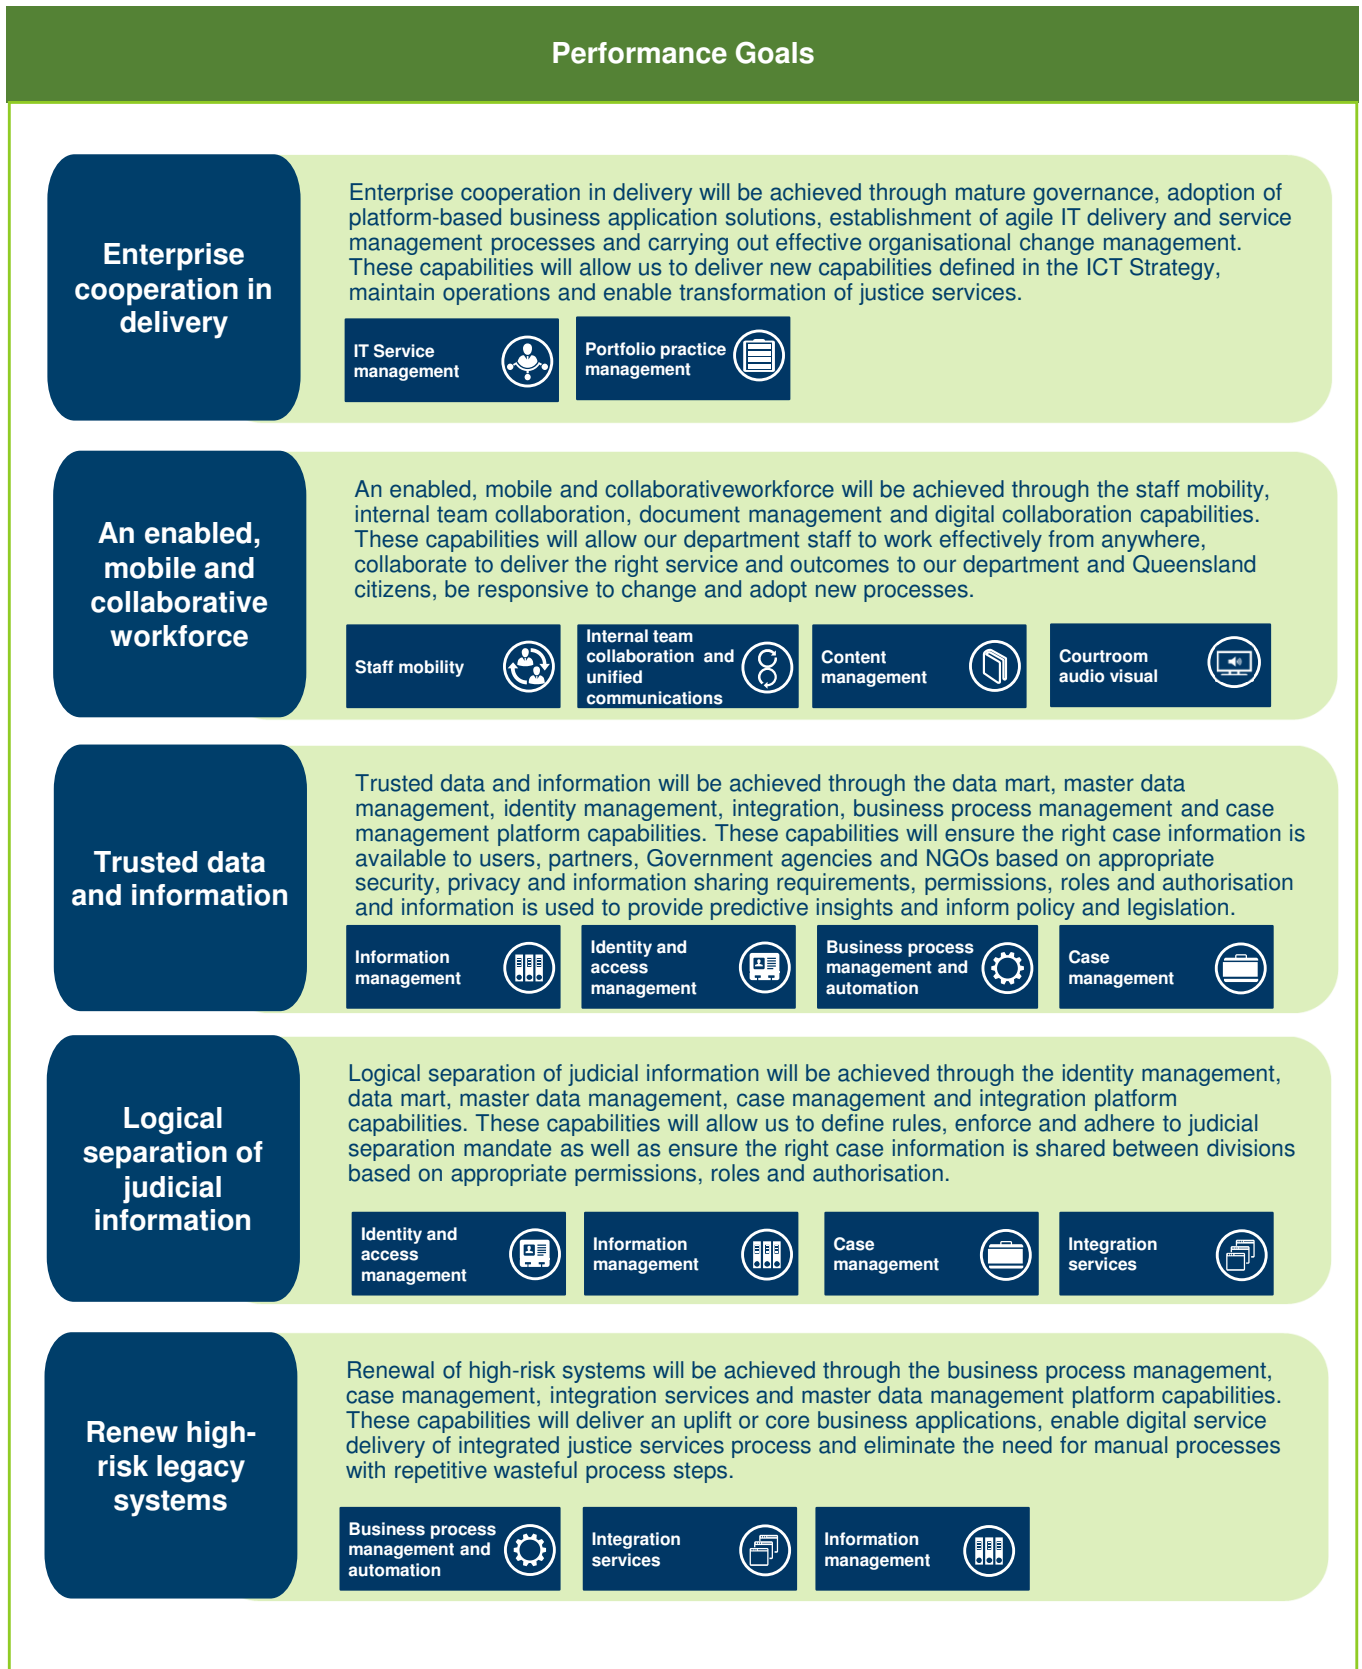 Performance Goals
Enterprise
cooperation in
delivery
Enterprise cooperation in delivery will be achieved through mature governance, adoption of
platform-based business application solutions, establishment of agile IT delivery and service
management processes and carrying out effective organisational change management.
These capabilities will allow us to deliver new capabilities defined in the ICT Strategy,
maintain operations and enable transformation of justice services.
IT Service
management
Portfolio practice
management
An enabled,
mobile and
collaborative
workforce
An enabled, mobile and collaborativeworkforce will be achieved through the staff mobility,
internal team collaboration, document management and digital collaboration capabilities.
These capabilities will allow our department staff to work effectively from anywhere,
collaborate to deliver the right service and outcomes to our department and Queensland
citizens, be responsive to change and adopt new processes.
Staff mobility
Internal team
collaboration and
unified
communications
Content
management
Courtroom
audio visual
Trusted data
and information
Trusted data and information will be achieved through the data mart, master data
management, identity management, integration, business process management and case
management platform capabilities. These capabilities will ensure the right case information is
available to users, partners, Government agencies and NGOs based on appropriate
security, privacy and information sharing requirements, permissions, roles and authorisation
and information is used to provide predictive insights and inform policy and legislation.
Information
management
Identity and
access
management
Business process
management and
automation
Case
management
Logical
separation of
judicial
information
Logical separation of judicial information will be achieved through the identity management,
data mart, master data management, case management and integration platform
capabilities. These capabilities will allow us to define rules, enforce and adhere to judicial
separation mandate as well as ensure the right case information is shared between divisions
based on appropriate permissions, roles and authorisation.
Identity and
access
management
Information
management
Case
management
Integration
services
Renew high-
risk legacy
systems
Renewal of high-risk systems will be achieved through the business process management,
case management, integration services and master data management platform capabilities.
These capabilities will deliver an uplift or core business applications, enable digital service
delivery of integrated justice services process and eliminate the need for manual processes
with repetitive wasteful process steps.
Business process
management and
automation
Integration
services
Information
management